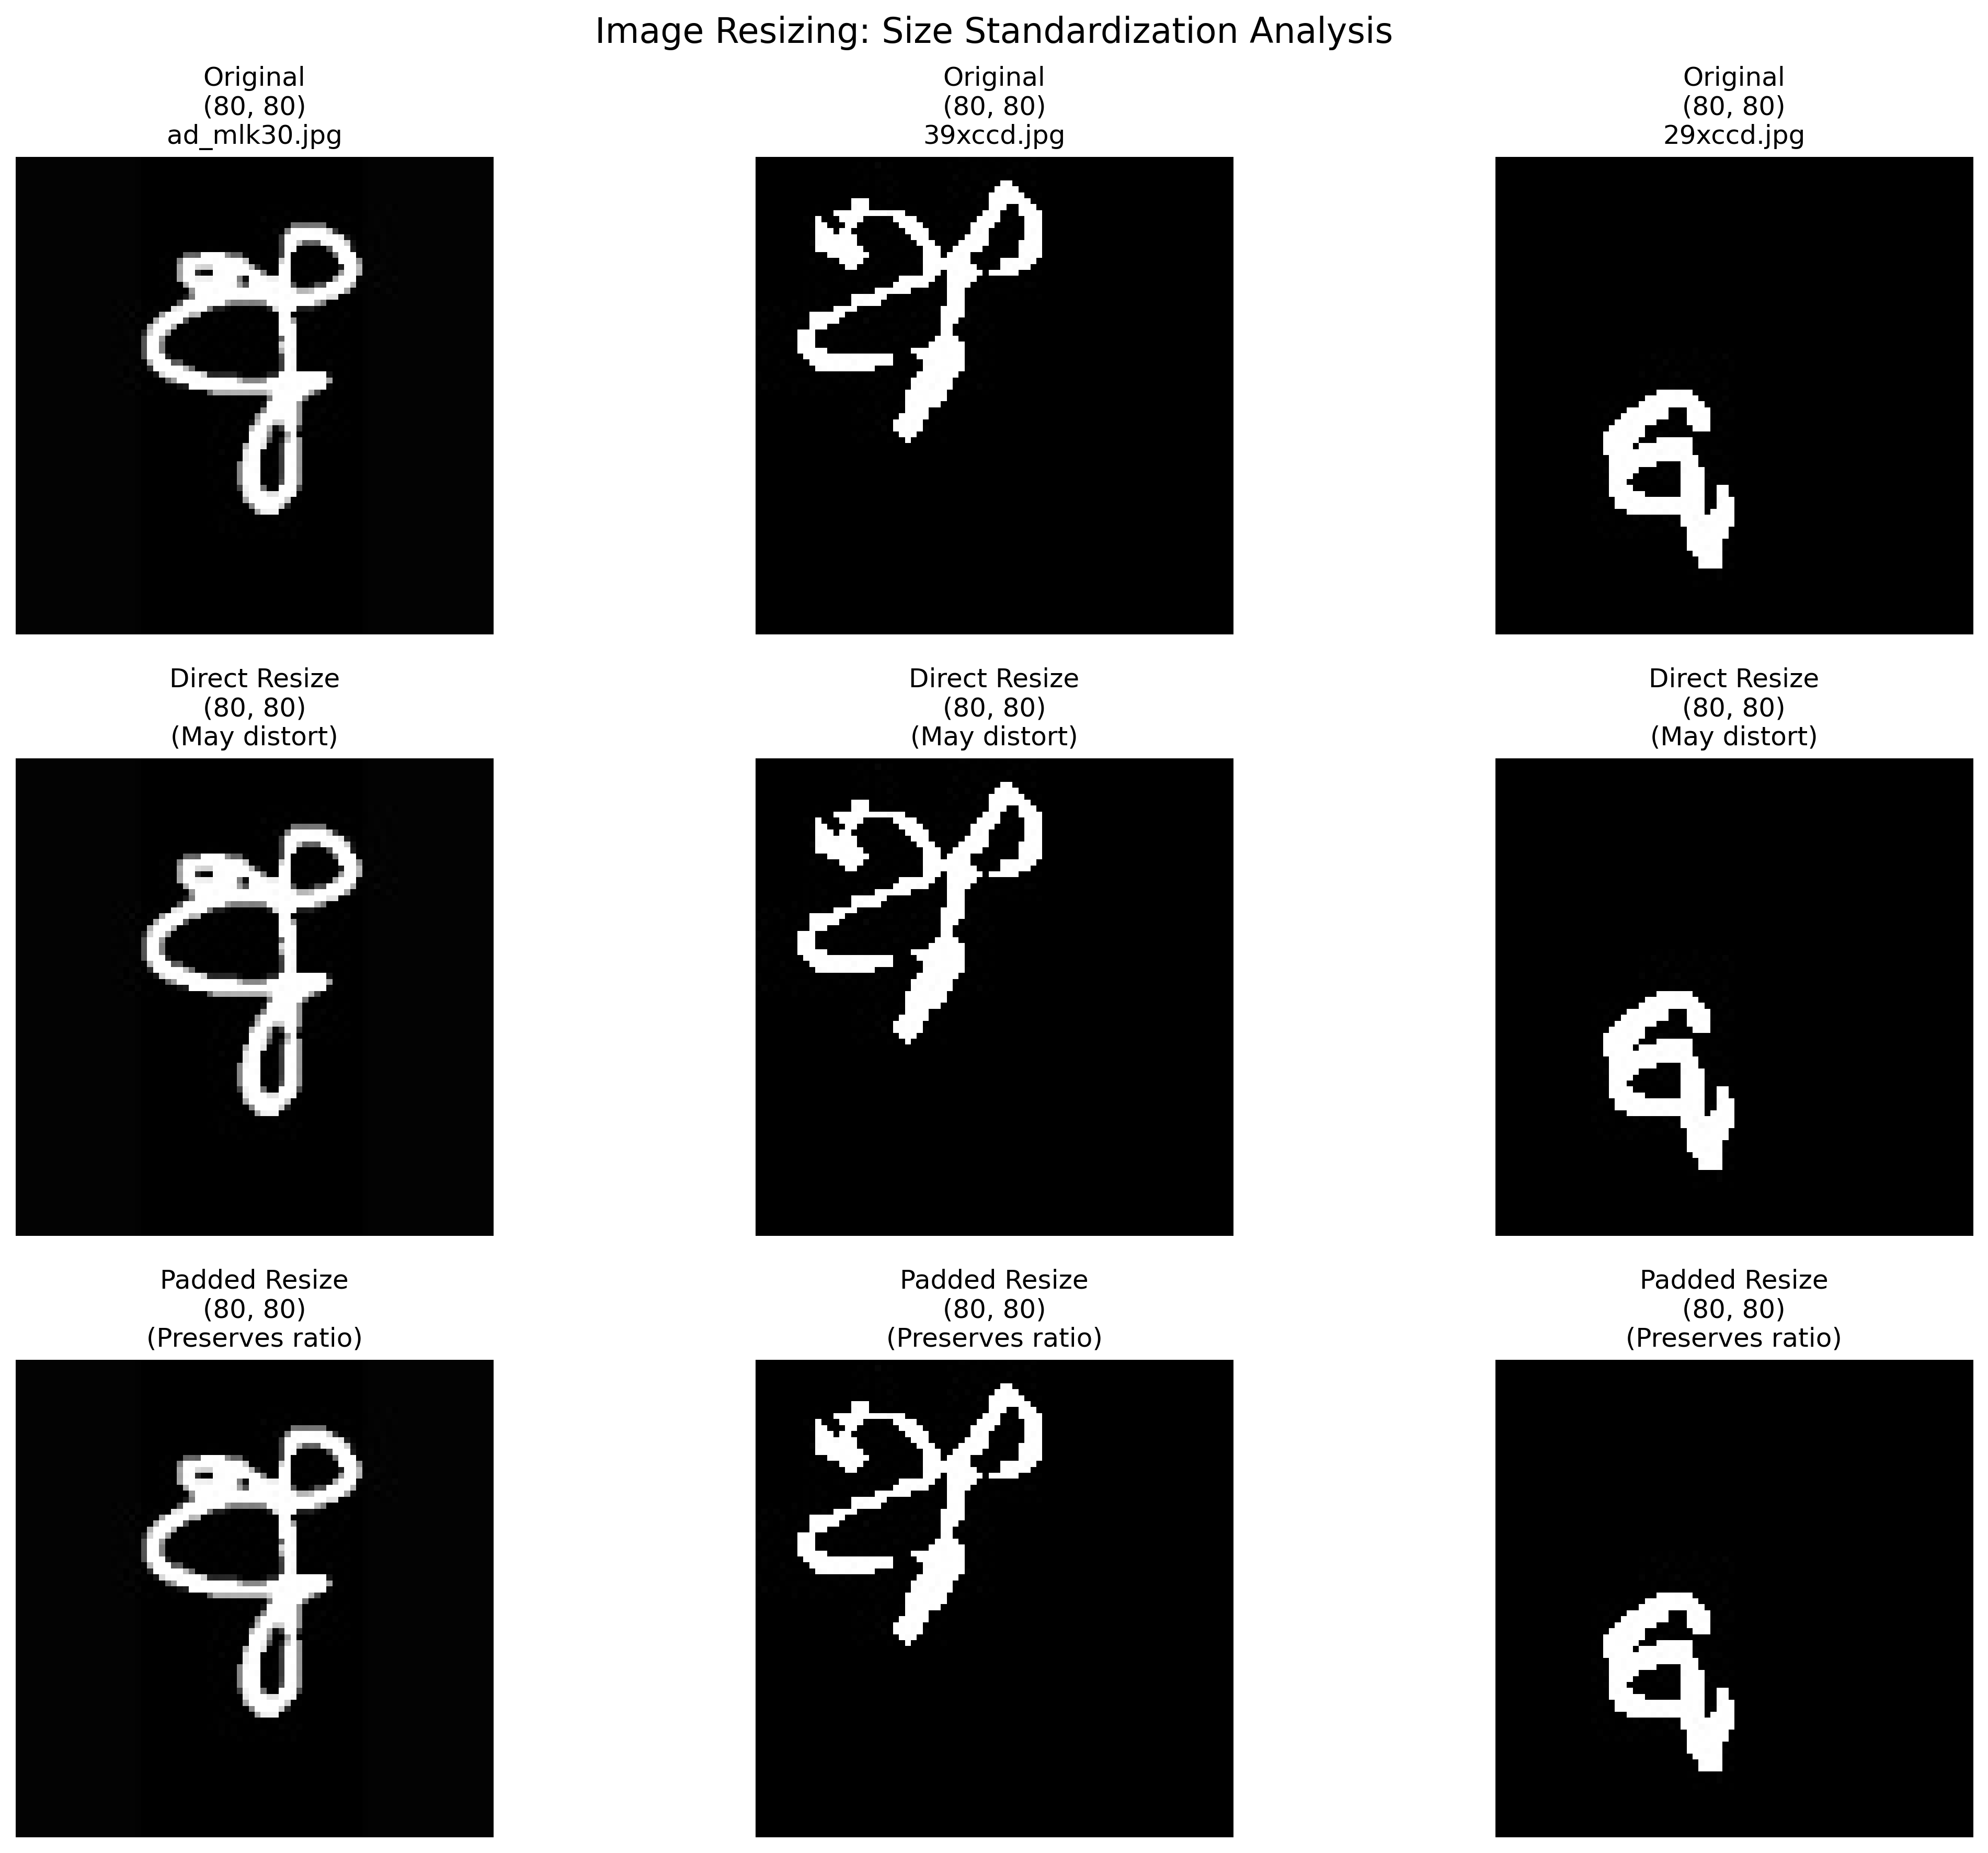 Image Resizing: Size Standardization Analysis
Original
(80, 80)
ad_mlk30.jpg
Original
(80, 80)
39xccd.jpg
Original
(80, 80)
29xccd.jpg
Direct Resize
(80, 80)
(May distort)
Direct Resize
(80, 80)
(May distort)
Direct Resize
(80, 80)
(May distort)
Padded Resize
(80, 80)
(Preserves ratio)
Padded Resize
(80, 80)
(Preserves ratio)
Padded Resize
(80, 80)
(Preserves ratio)